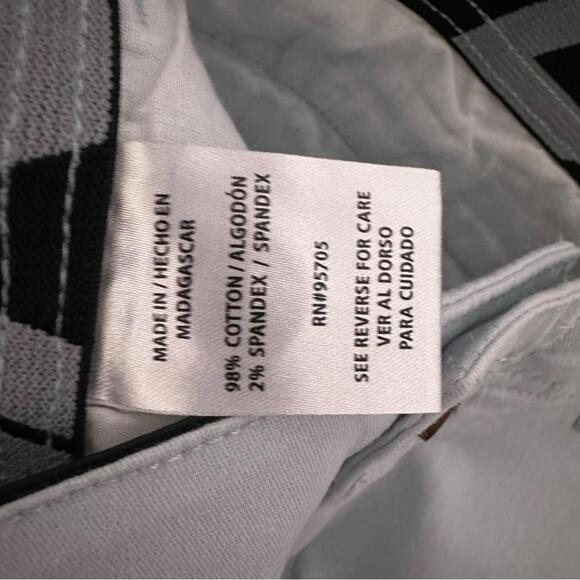 MADE IN / HECHO EN
MADAGASCAR
98% COTTON / ALGODÓN
2% SPANDEX / SPANDEX
RN#95705
SEE REVERSE FOR CARE
VER AL DORSO
PARA CUIDADO